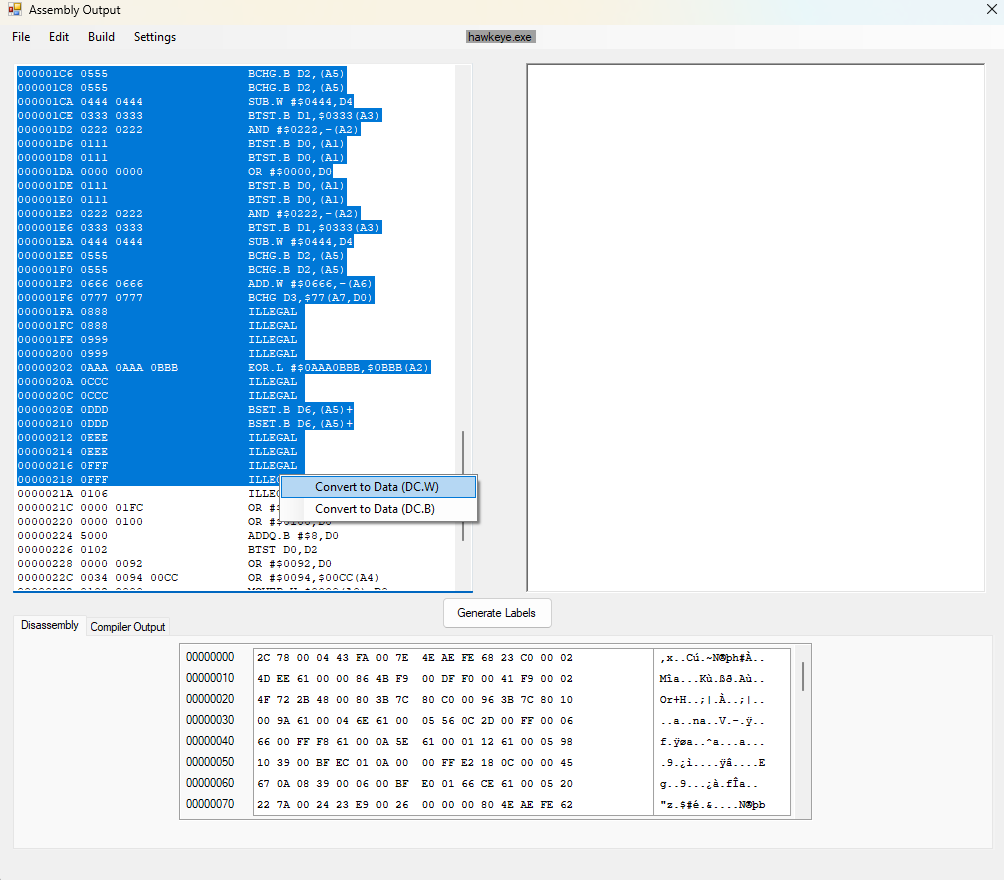 Assembly Output
File Edit Build Settings hawkeye.exe
000001C6 0555 BCHG.B D2,(A5)
000001C8 0555 BCHG.B D2,(A5)
000001CA 0444 0444 SUB.W #$0444,D4
000001CE 0333 0333 BTST.B D1,$0333(A3)
000001D2 0222 0222 AND #$0222,-(A2)
000001D6 0111 BTST.B D0,(A1)
000001D8 0111 BTST.B D0,(A1)
000001DA 0000 0000 OR #$0000,D0
000001DE 0111 BTST.B D0,(A1)
000001E0 0111 BTST.B D0,(A1)
000001E2 0222 0222 AND #$0222,-(A2)
000001E6 0333 0333 BTST.B D1,$0333(A3)
000001EA 0444 0444 SUB.W #$0444,D4
000001EE 0555 BCHG.B D2,(A5)
000001F0 0555 BCHG.B D2,(A5)
000001F2 0666 0666 ADD.W #$0666,-(A6)
000001F6 0777 0777 BCHG D3,$77(A7,D0)
000001FA 0888 ILLEGAL
000001FC 0888 ILLEGAL
000001FE 0999 ILLEGAL
00000200 0999 ILLEGAL
00000202 0AAA 0AAA 0BBB EOR.L #$0AAA0BBB,$0BBB(A2)
0000020A 0CCC ILLEGAL
0000020C 0CCC ILLEGAL
0000020E 0DDD BSET.B D6,(A5)+
00000210 0DDD BSET.B D6,(A5)+
00000212 0EEE ILLEGAL
00000214 0EEE ILLEGAL
00000216 0FFF ILLEGAL
00000218 0FFF ILLE
Convert to Data (DC.W)
0000021A 0106 ILLE
0000021C 0000 01FC OR #
Convert to Data (DC.B)
00000220 0000 0100 OR #$0100,D0
00000224 5000 ADDQ.B #$8,D0
00000226 0102 BTST D0,D2
00000228 0000 0092 OR #$0092,D0
0000022C 0034 0094 00CC OR #$0094,$00CC(A4)
Generate Labels
Disassembly Compiler Output
00000000 2C 78 00 04 43 FA 00 7E 4E AE FE 68 23 C0 00 02 ,x..Cú.~N®þh#À..
00000010 4D EE 61 00 00 86 4B F9 00 DF F0 00 41 F9 00 02 Mîa...Kù.ßð.Aù..
00000020 4F 72 2B 48 00 80 3B 7C 80 C0 00 96 3B 7C 80 10 Or+H..;|.À..;|..
00000030 00 9A 61 00 04 6E 61 00 05 56 0C 2D 00 FF 00 06 ..a..na..V.-.ÿ..
00000040 66 00 FF F8 61 00 0A 5E 61 00 01 12 61 00 05 98 f.ÿøa..^a...a...
00000050 10 39 00 BF EC 01 0A 00 00 FF E2 18 0C 00 00 45 .9.¿ì....ÿâ....E
00000060 67 0A 08 39 00 06 00 BF E0 01 66 CE 61 00 05 20 g..9...¿à.fÎa..
00000070 22 7A 00 24 23 E9 00 26 00 00 00 80 4E AE FE 62 "z.$#é.&....N®þb